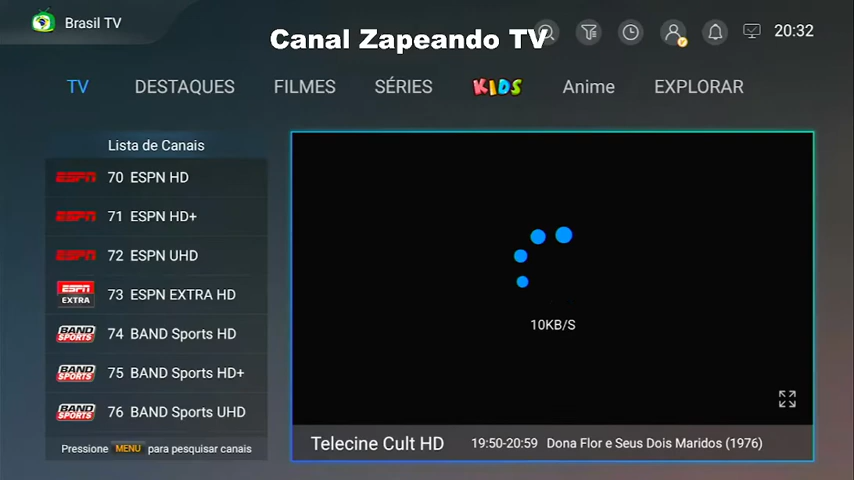 Brasil TV
Canal Zapeando TV
20:32
TV DESTAQUES FILMES SÉRIES KIDS Anime EXPLORAR
Lista de Canais
ESPN 70 ESPN HD
ESPN 71 ESPN HD+
ESPN 72 ESPN UHD
ESPN EXTRA 73 ESPN EXTRA HD
BAND SPORTS 74 BAND Sports HD
BAND SPORTS 75 BAND Sports HD+
BAND SPORTS 76 BAND Sports UHD
Pressione MENU para pesquisar canais
10KB/S
Telecine Cult HD 19:50-20:59 Dona Flor e Seus Dois Maridos (1976)